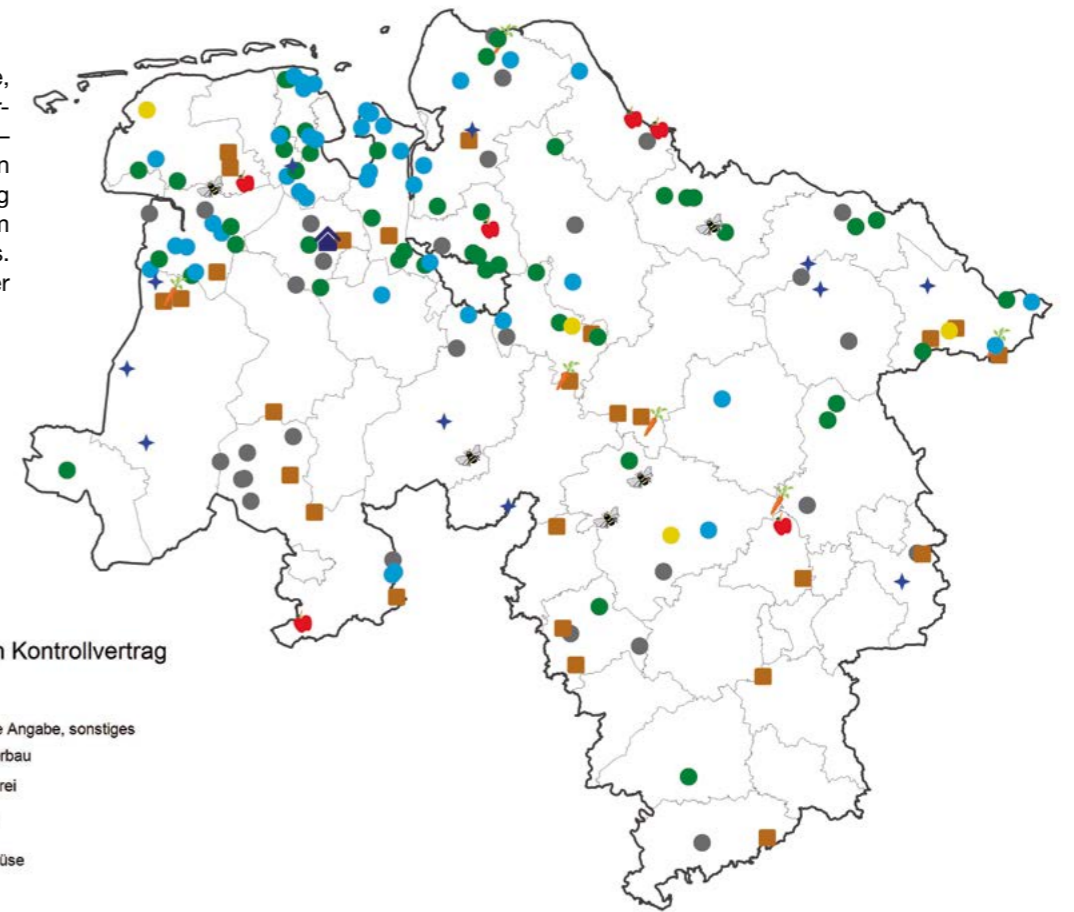 e,
r-
–
n
g
m
s.
er
n Kontrollvertrag
e Angabe, sonstiges
rbau
rei
üse